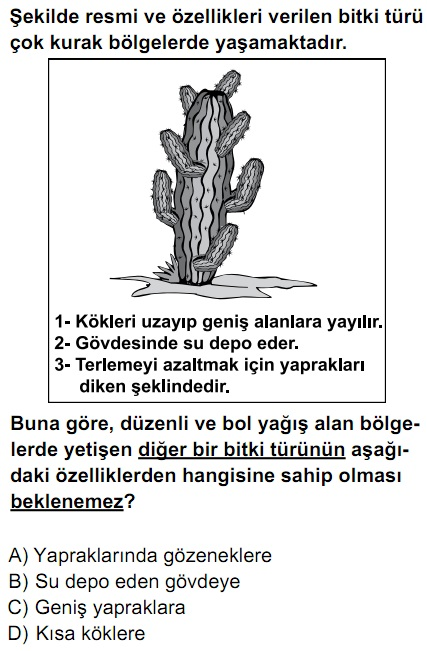 Şekilde resmi ve özellikleri verilen bitki türü
çok kurak bölgelerde yaşamaktadır.
1- Kökleri uzayıp geniş alanlara yayılır.
2- Gövdesinde su depo eder.
3- Terlemeyi azaltmak için yaprakları
diken şeklindedir.
Buna göre, düzenli ve bol yağış alan bölge-
lerde yetişen diğer bir bitki türünün aşağı-
daki özelliklerden hangisine sahip olması
beklenemez?
A) Yapraklarında gözeneklere
B) Su depo eden gövdeye
C) Geniş yapraklara
D) Kısa köklere